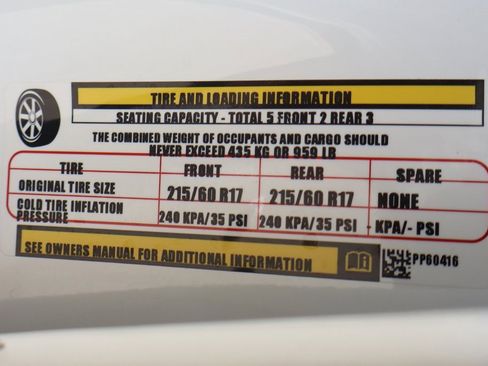 TIRE AND LOADING INFORMATION
SEATING CAPACITY - TOTAL 5 FRONT 2 REAR 3
THE COMBINED WEIGHT OF OCCUPANTS AND CARGO SHOULD
NEVER EXCEED 435 KG OR 959 LB
TIRE FRONT REAR SPARE
ORIGINAL TIRE SIZE 215/60 R17 215/60 R17 NONE
COLD TIRE INFLATION
PRESSURE 240 KPA/35 PSI 240 KPA/35 PSI - KPA/- PSI
SEE OWNERS MANUAL FOR ADDITIONAL INFORMATION
PP60416